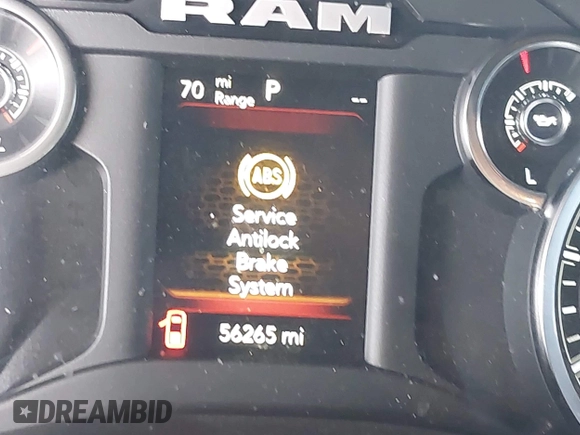 RAM
70 mi Range P --
ABS
Service
Antilock
Brake
System
L
L
56265 mi
DREAMBID